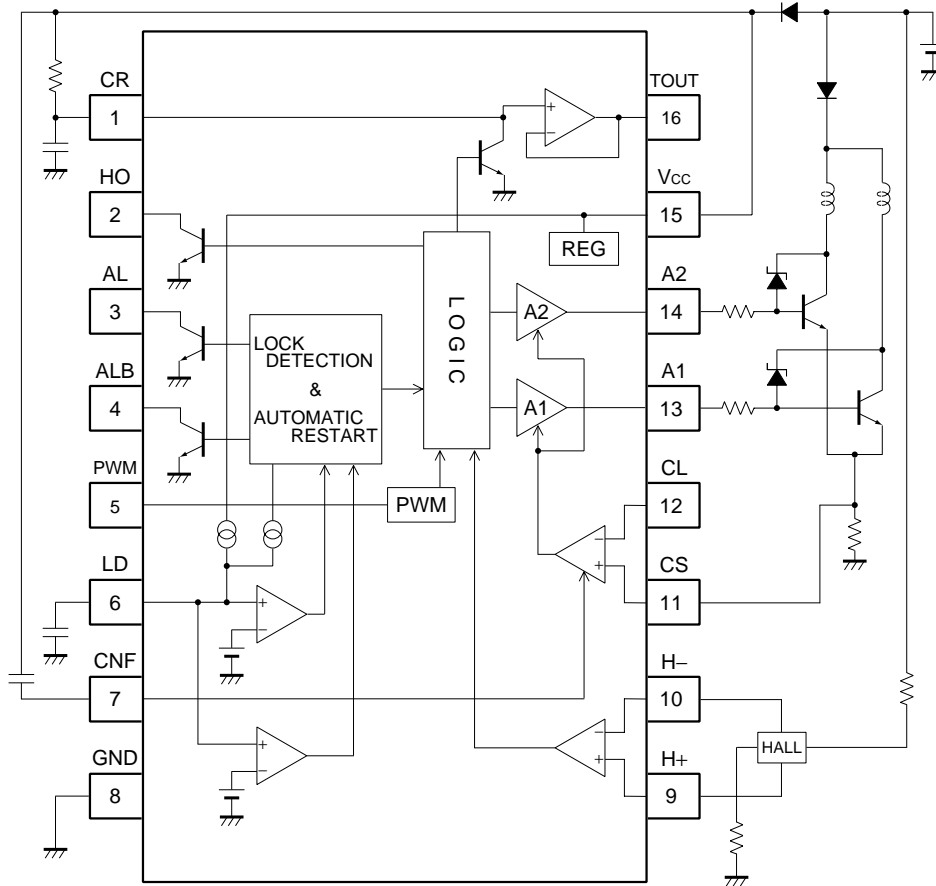 CR
1
TOUT
16
HO
2
VCC
15
REG
AL
3
A2
14
A2
LOGIC
LOCK
DETECTION
&
AUTOMATIC
RESTART
ALB
4
A1
13
A1
PWM
5
PWM
CL
12
LD
6
CS
11
CNF
7
H−
10
HALL
GND
8
H+
9
+
−
+
−
+
−
−
+
−
+